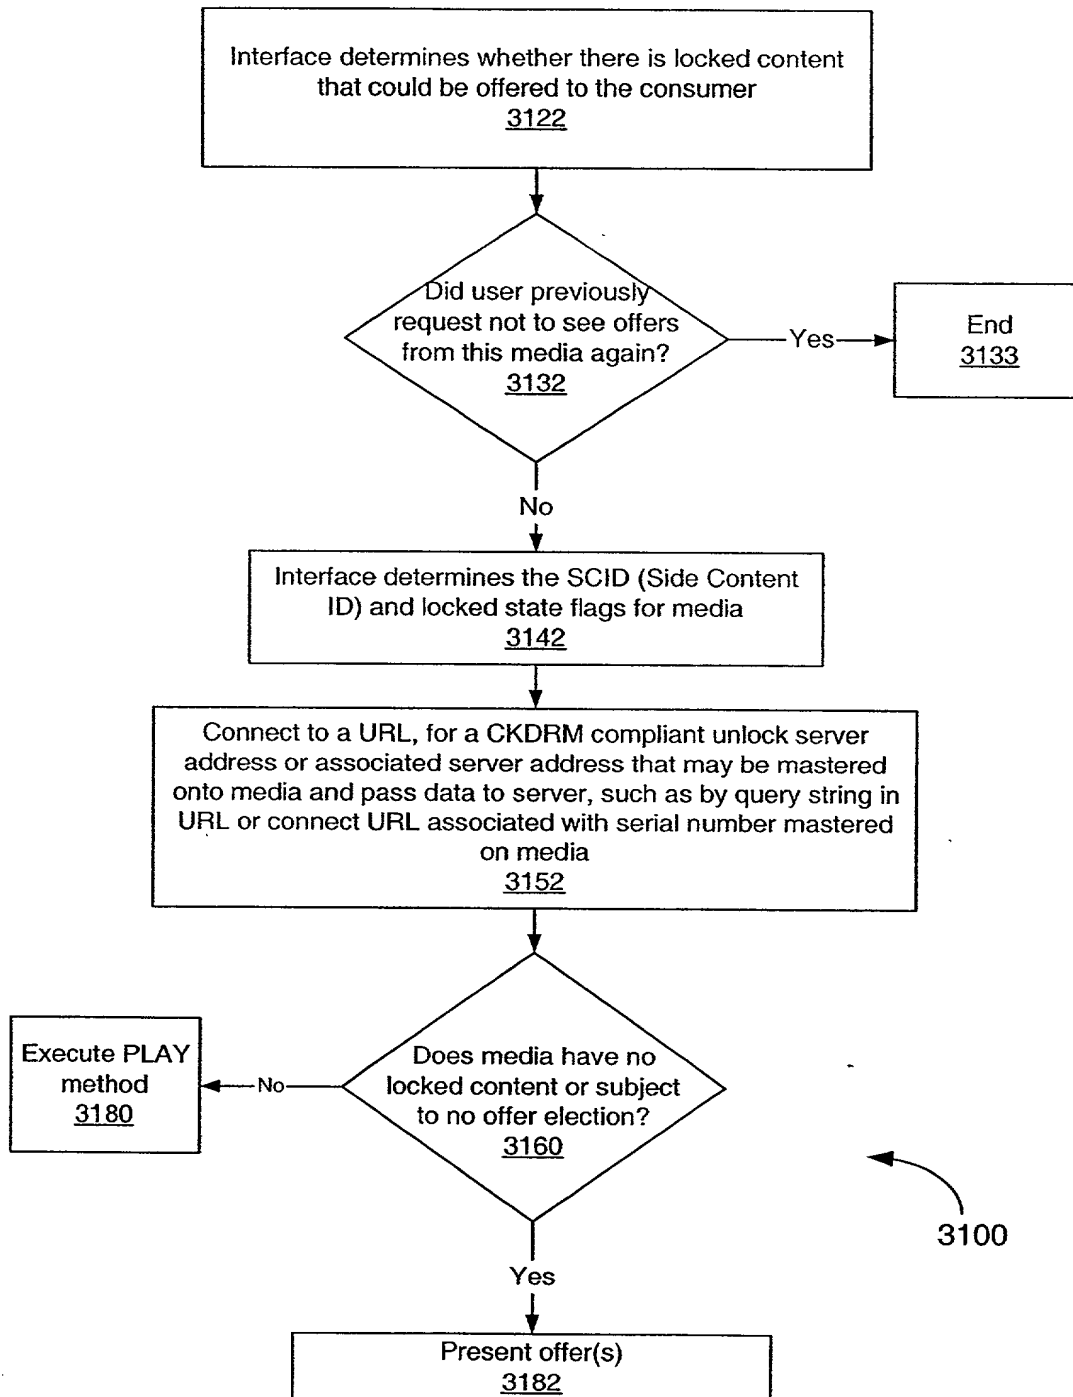 Interface determines whether there is locked content
that could be offered to the consumer
3122
Did user previously
request not to see offers
from this media again?
3132
Yes
End
3133
No
Interface determines the SCID (Side Content
ID) and locked state flags for media
3142
Connect to a URL, for a CKDRM compliant unlock server
address or associated server address that may be mastered
onto media and pass data to server, such as by query string in
URL or connect URL associated with serial number mastered
on media
3152
Does media have no
locked content or subject
to no offer election?
3160
No
Execute PLAY
method
3180
3100
Yes
Present offer(s)
3182